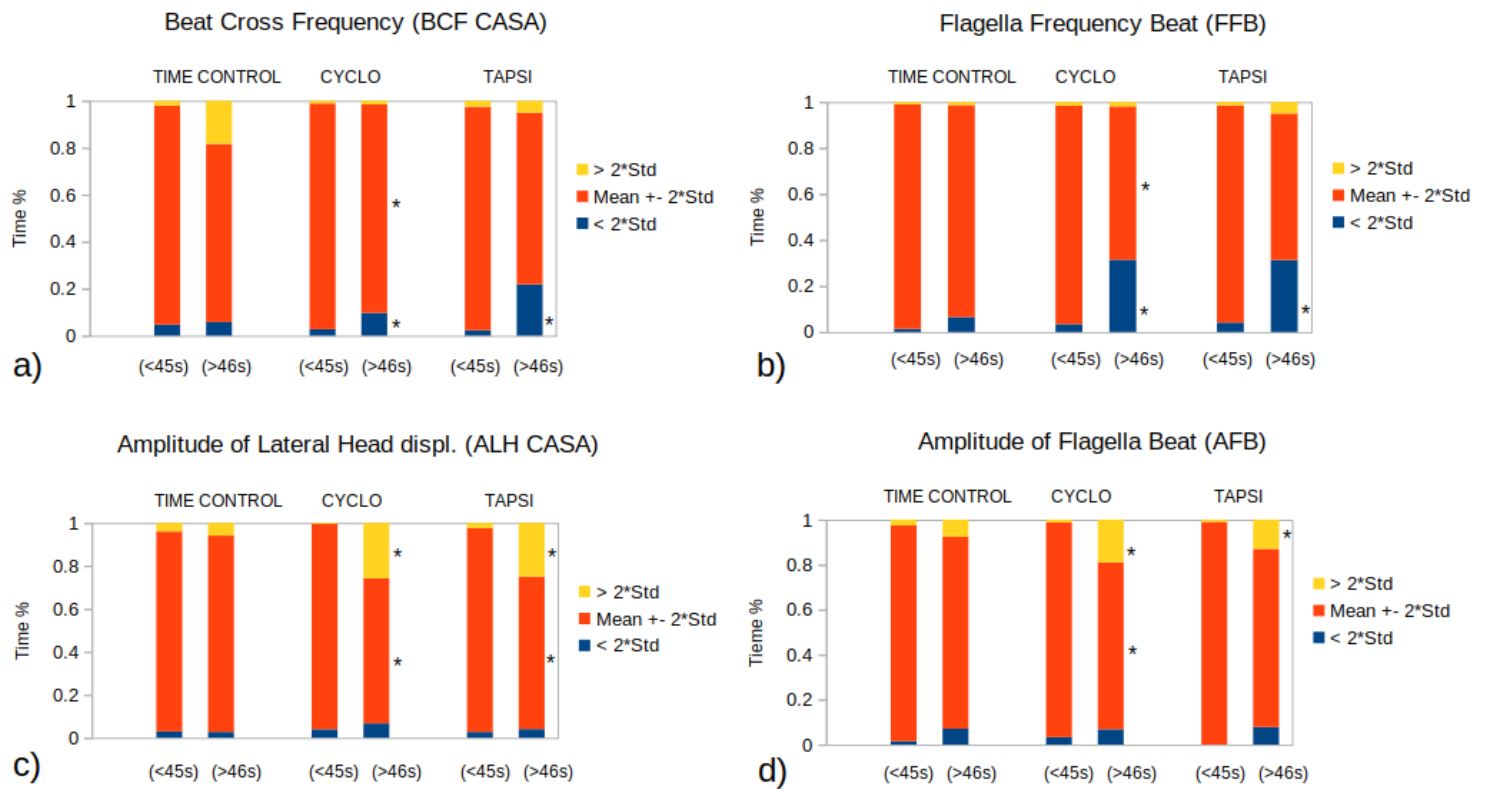 Beat Cross Frequency (BCF CASA)
TIME CONTROL CYCLO TAPSI
1
0.8
0.6
0.4
0.2
0
Time %
* * *
> 2*Std
Mean +- 2*Std
< 2*Std
(<45s) (>46s) (<45s) (>46s) (<45s) (>46s)
a)
Flagella Frequency Beat (FFB)
TIME CONTROL CYCLO TAPSI
1
0.8
0.6
0.4
0.2
0
Time %
* * *
> 2*Std
Mean +- 2*Std
< 2*Std
(<45s) (>46s) (<45s) (>46s) (<45s) (>46s)
b)
Amplitude of Lateral Head displ. (ALH CASA)
TIME CONTROL CYCLO TAPSI
1
0.8
0.6
0.4
0.2
0
Time %
* *
* *
> 2*Std
Mean +- 2*Std
< 2*Std
(<45s) (>46s) (<45s) (>46s) (<45s) (>46s)
c)
Amplitude of Flagella Beat (AFB)
TIME CONTROL CYCLO TAPSI
1
0.8
0.6
0.4
0.2
0
Tieme %
* * *
> 2*Std
Mean +- 2*Std
< 2*Std
(<45s) (>46s) (<45s) (>46s) (<45s) (>46s)
d)